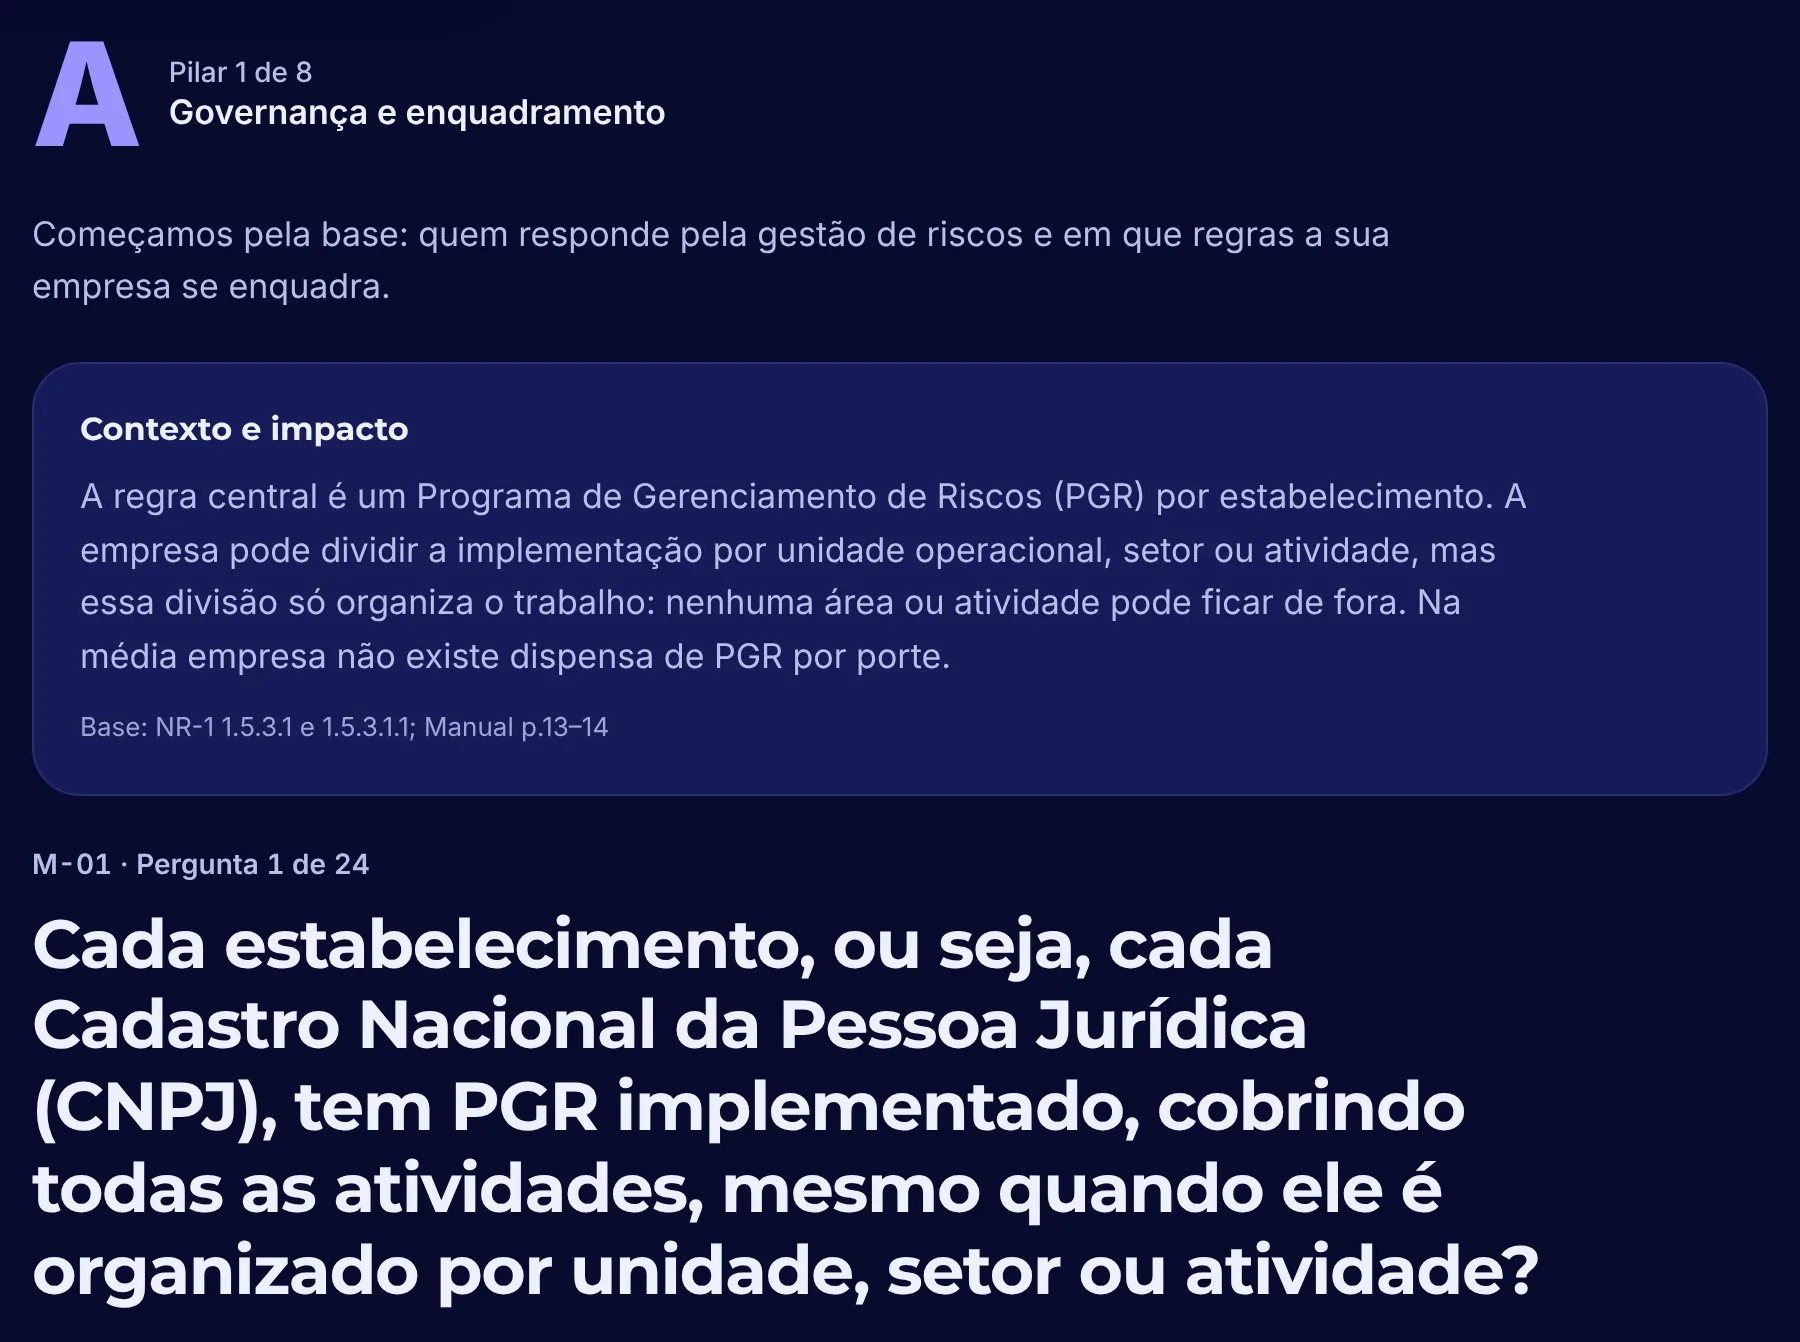 A
Pilar 1 de 8
Governança e enquadramento
Começamos pela base: quem responde pela gestão de riscos e em que regras a sua
empresa se enquadra.
Contexto e impacto
A regra central é um Programa de Gerenciamento de Riscos (PGR) por estabelecimento. A
empresa pode dividir a implementação por unidade operacional, setor ou atividade, mas
essa divisão só organiza o trabalho: nenhuma área ou atividade pode ficar de fora. Na
média empresa não existe dispensa de PGR por porte.
Base: NR-1 1.5.3.1 e 1.5.3.1.1; Manual p.13–14
M-01 · Pergunta 1 de 24
Cada estabelecimento, ou seja, cada
Cadastro Nacional da Pessoa Jurídica
(CNPJ), tem PGR implementado, cobrindo
todas as atividades, mesmo quando ele é
organizado por unidade, setor ou atividade?